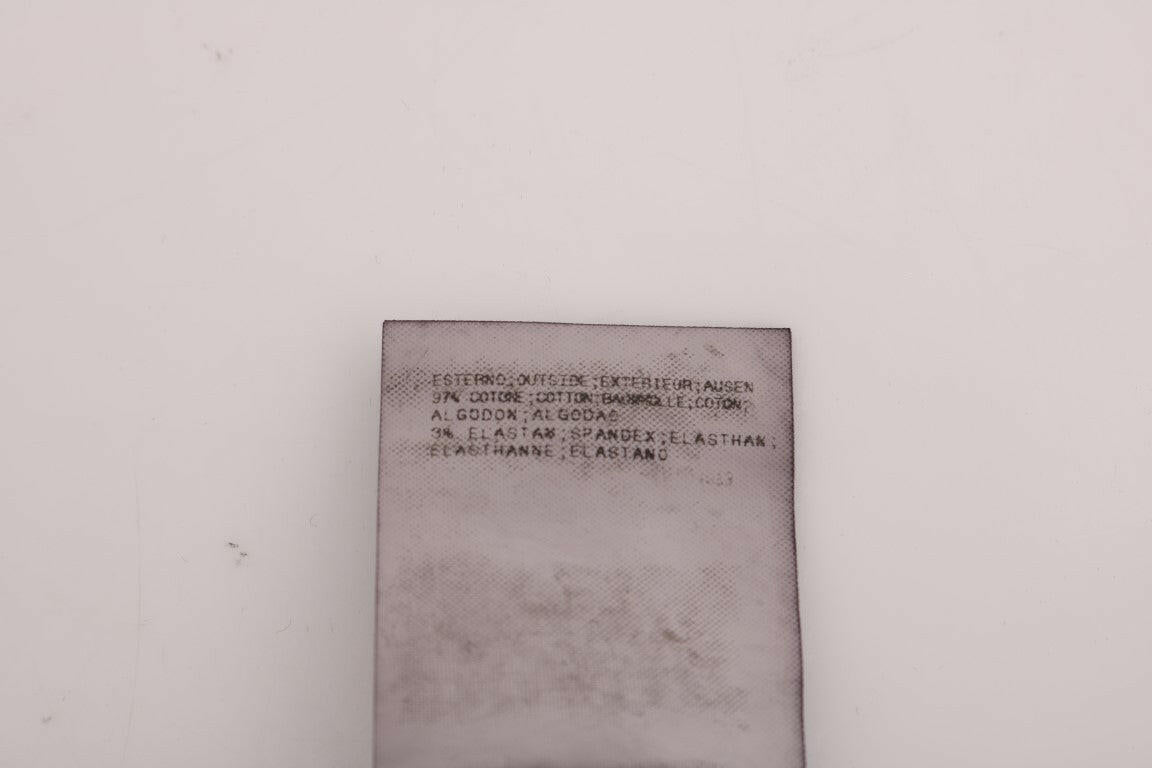 ESTERNO;OUTSIDE;EXTERIEUR;AUSEN
97% COTONE;COTTON;BAUMWOLLE;COTON;
ALGODON;ALGODAO
3% ELASTAN;SPANDEX;ELASTHAN;
ELASTHANNE;ELASTANO